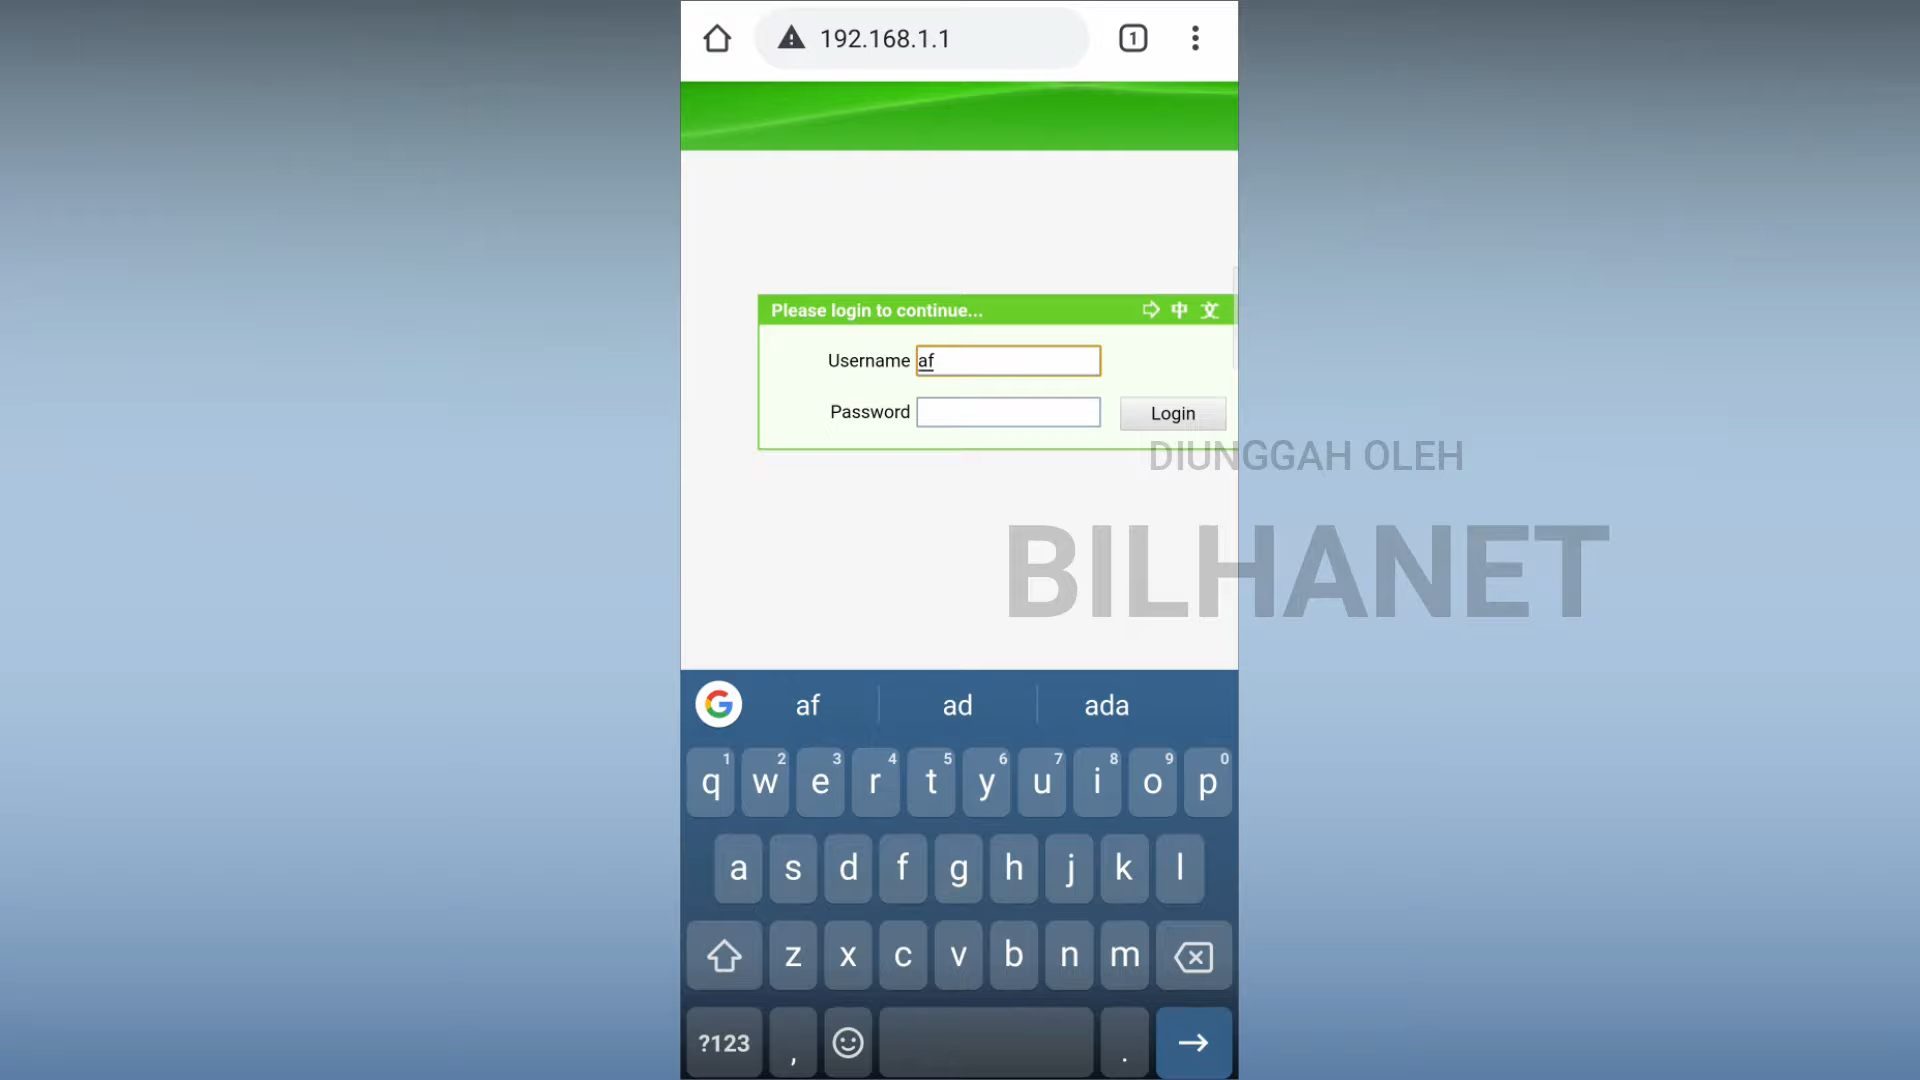 192.168.1.1
1
Please login to continue... 中 文
Username af
Password
Login
DIUNGGAH OLEH
BILHANET
G af ad ada
1 2 3 4 5 6 7 8 9 0
q w e r t y u i o p
a s d f g h j k l
z x c v b n m
?123 , .